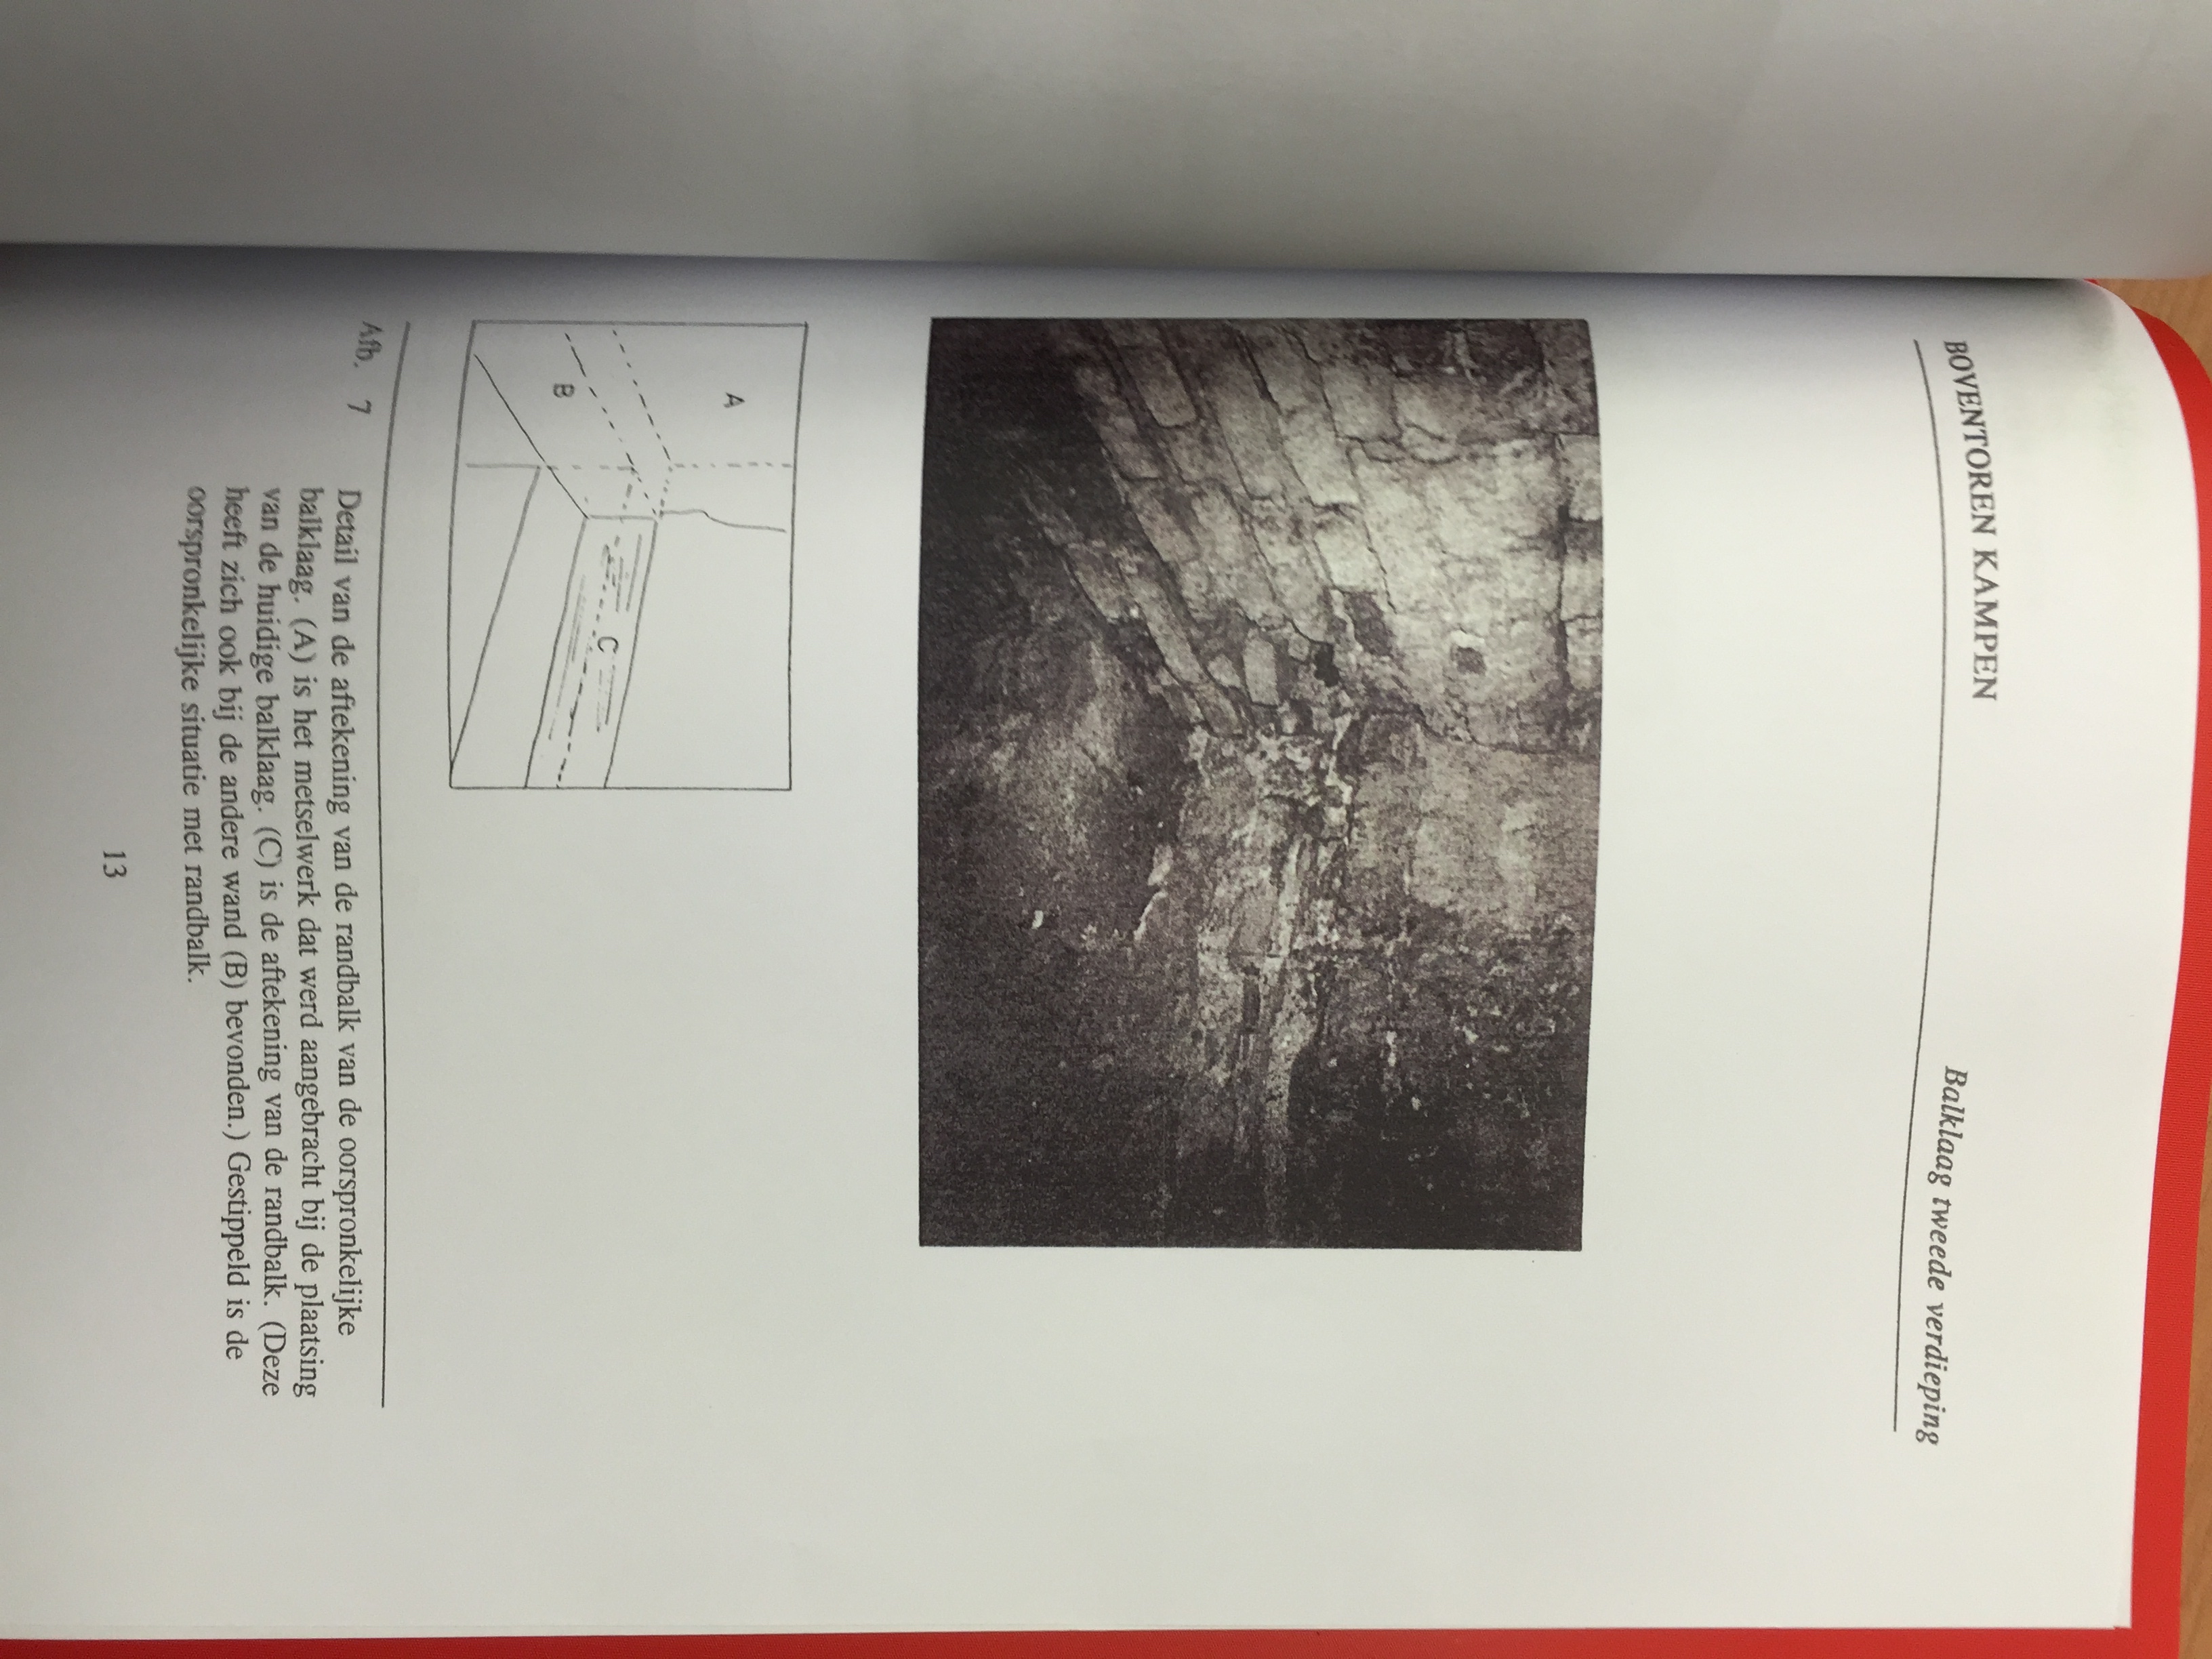 BOVENTOREN KAMPEN
Balklaag tweede verdieping
A
B
C
Afb. 7 Detail van de aftekening van de randbalk van de oorspronkelijke
balklaag. (A) is het metselwerk dat werd aangebracht bij de plaatsing
van de huidige balklaag. (C) is de aftekening van de randbalk. (Deze
heeft zich ook bij de andere wand (B) bevonden.) Gestippeld is de
oorspronkelijke situatie met randbalk.
13